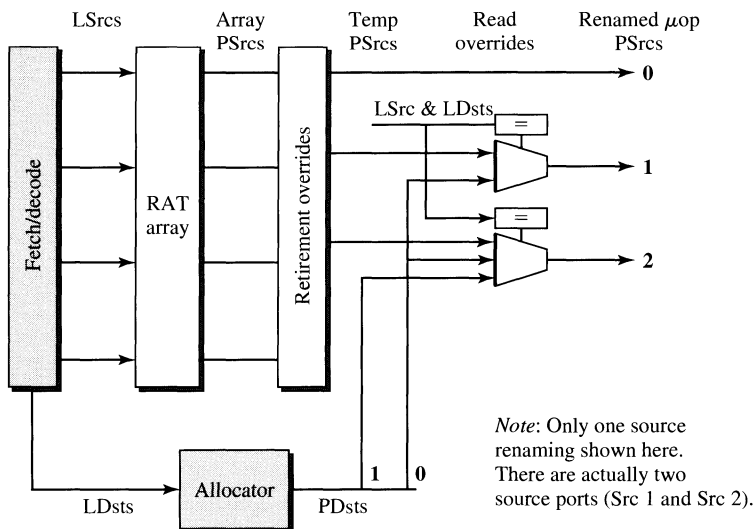 LSrcs
Array
PSrcs
Temp
PSrcs
Read
overrides
Renamed μop
PSrcs
Fetch/decode
RAT
array
Retirement overrides
LSrc & LDsts
=
=
0
1
2
Allocator
LDsts
PDsts
1
0
Note: Only one source
renaming shown here.
There are actually two
source ports (Src 1 and Src 2).